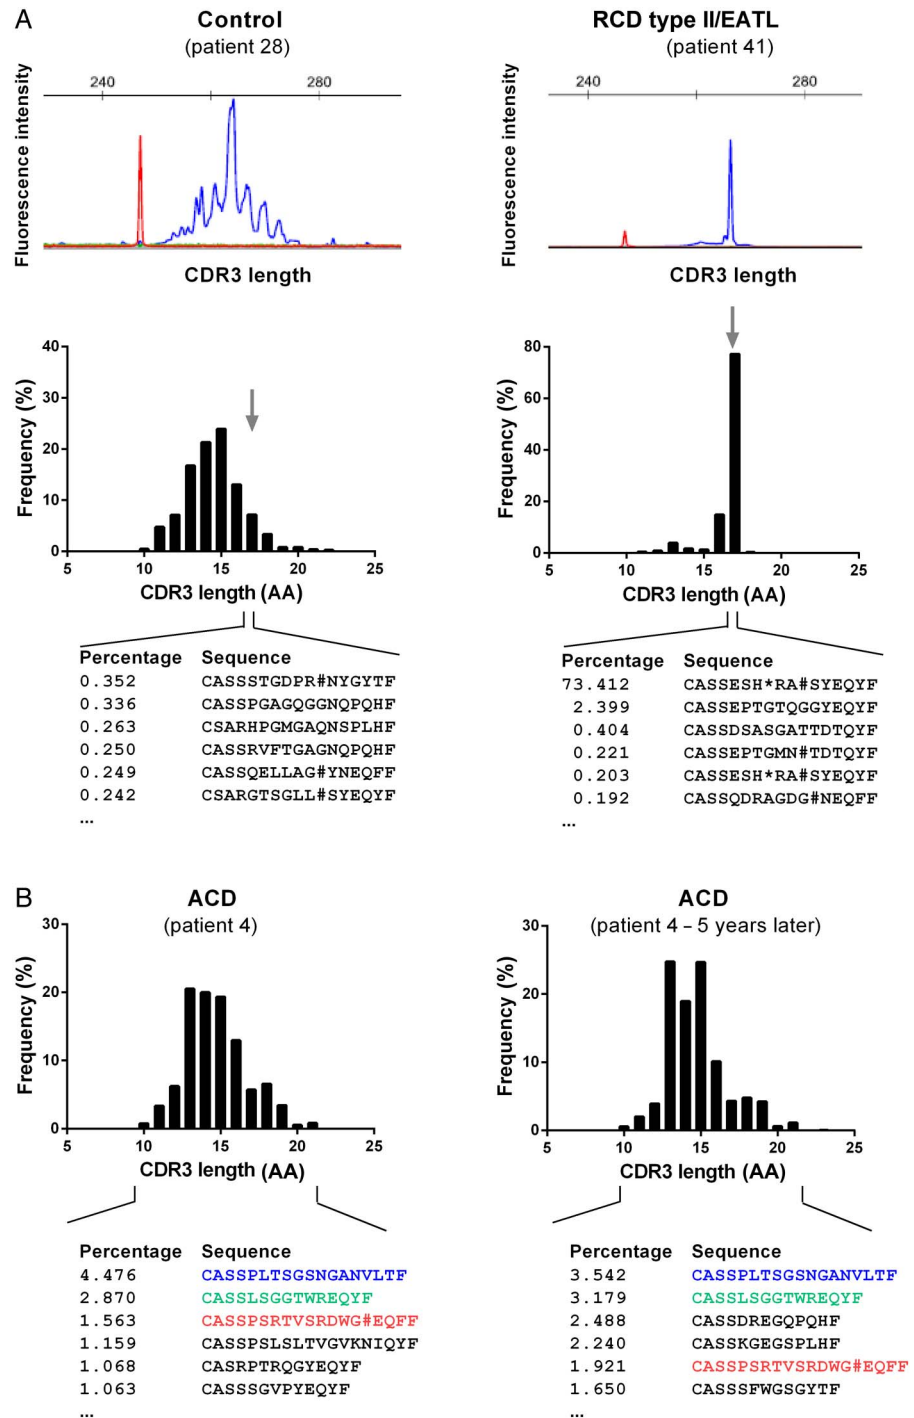 A
Control
(patient 28)
240 280
Fluorescence intensity
CDR3 length
RCD type II/EATL
(patient 41)
240 280
Fluorescence intensity
CDR3 length
40
30
20
10
0
Frequency (%)
5 10 15 20 25
CDR3 length (AA)
Percentage Sequence
0.352 CASSSTGDPR#NYGYTF
0.336 CASSPGAGQGGNQPQHF
0.263 CSARHPGMGAQNSPLHF
0.250 CASSRVFTGAGNQPQHF
0.249 CASSQELLAG#YNEQFF
0.242 CSARGTSGLL#SYEQYF
...
80
60
40
20
0
Frequency (%)
5 10 15 20 25
CDR3 length (AA)
Percentage Sequence
73.412 CASSESH*RA#SYEQYF
2.399 CASSEPTGTQGGYEQYF
0.404 CASSDSASGATTDTQYF
0.221 CASSEPTGMN#TDTQYF
0.203 CASSESH*RA#SYEQYF
0.192 CASSQDRAGDG#NEQFF
...
B
ACD
(patient 4)
30
20
10
0
Frequency (%)
5 10 15 20 25
CDR3 length (AA)
Percentage Sequence
4.476 CASSPLTSGSNGANVLTF
2.870 CASSLSGGTWREQYF
1.563 CASSPSRTVSRDWG#EQFF
1.159 CASSPSLSLTVGVKNIQYF
1.068 CASRPTRQGYEQYF
1.063 CASSSGVPYEQYF
...
ACD
(patient 4 – 5 years later)
30
20
10
0
Frequency (%)
5 10 15 20 25
CDR3 length (AA)
Percentage Sequence
3.542 CASSPLTSGSNGANVLTF
3.179 CASSLSGGTWREQYF
2.488 CASSDREGQPQHF
2.240 CASSKGEGSPLHF
1.921 CASSPSRTVSRDWG#EQFF
1.650 CASSSFWGSGYTF
...